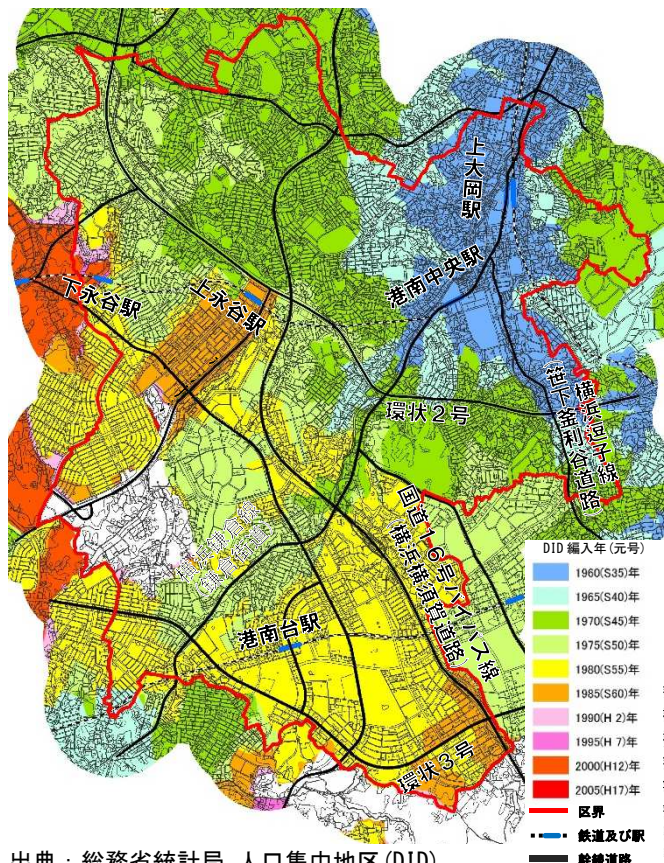 上大岡駅
港南中央駅
上永谷駅
下永谷駅
環状2号
笹下釜利谷道路)
横浜逗子線
国道16号バイパス線
(横浜横須賀道路)
(鎌倉街道)
港南台駅
環状3号
DID 編入年(元号)
1960(S35)年
1965(S40)年
1970(S45)年
1975(S50)年
1980(S55)年
1985(S60)年
1990(H 2)年
1995(H 7)年
2000(H12)年
2005(H17)年
区界
鉄道及び駅
幹線道路
出典：総務省統計局 人口集中地区(DID)